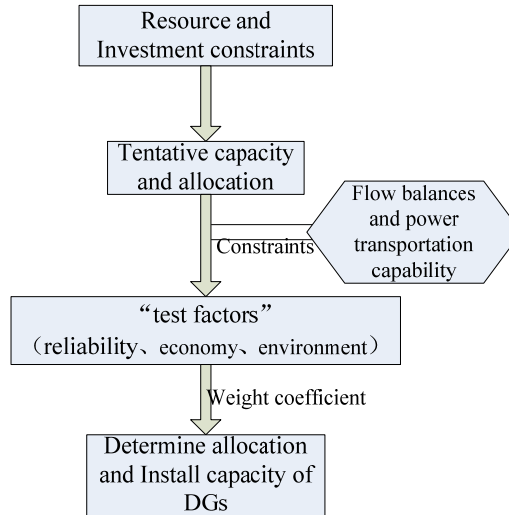 Resource and
Investment constraints
Tentative capacity
and allocation
Flow balances
and power
transportation
capability
Constraints
“test factors”
（reliability、economy、environment）
Weight coefficient
Determine allocation
and Install capacity of
DGs